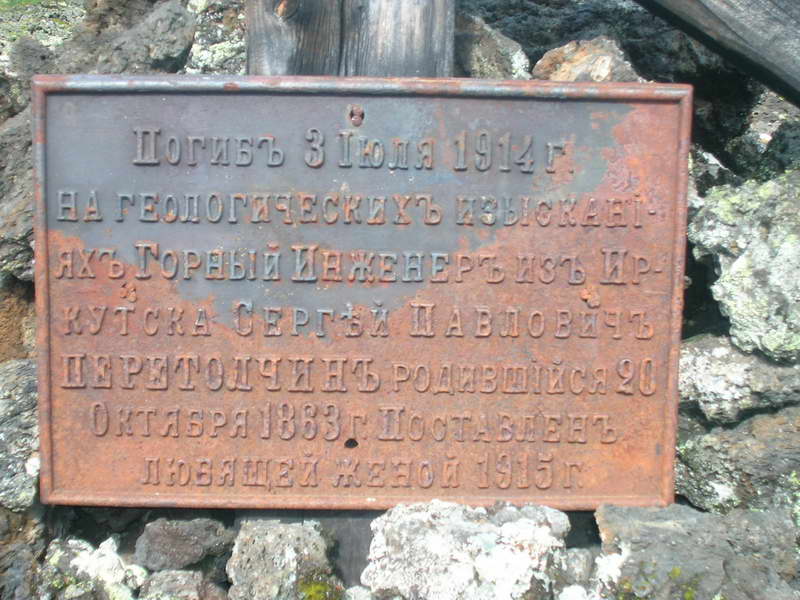 Погибъ 3 Іюля 1914 г.
на геологическихъ изысканi-
яхъ Горный Инженеръ изъ Ир-
кутска Сергѣй Павловичъ
Перетолчинъ родившiйся 20
Октября 1863 г. Поставленъ
любящей женой 1915 г.